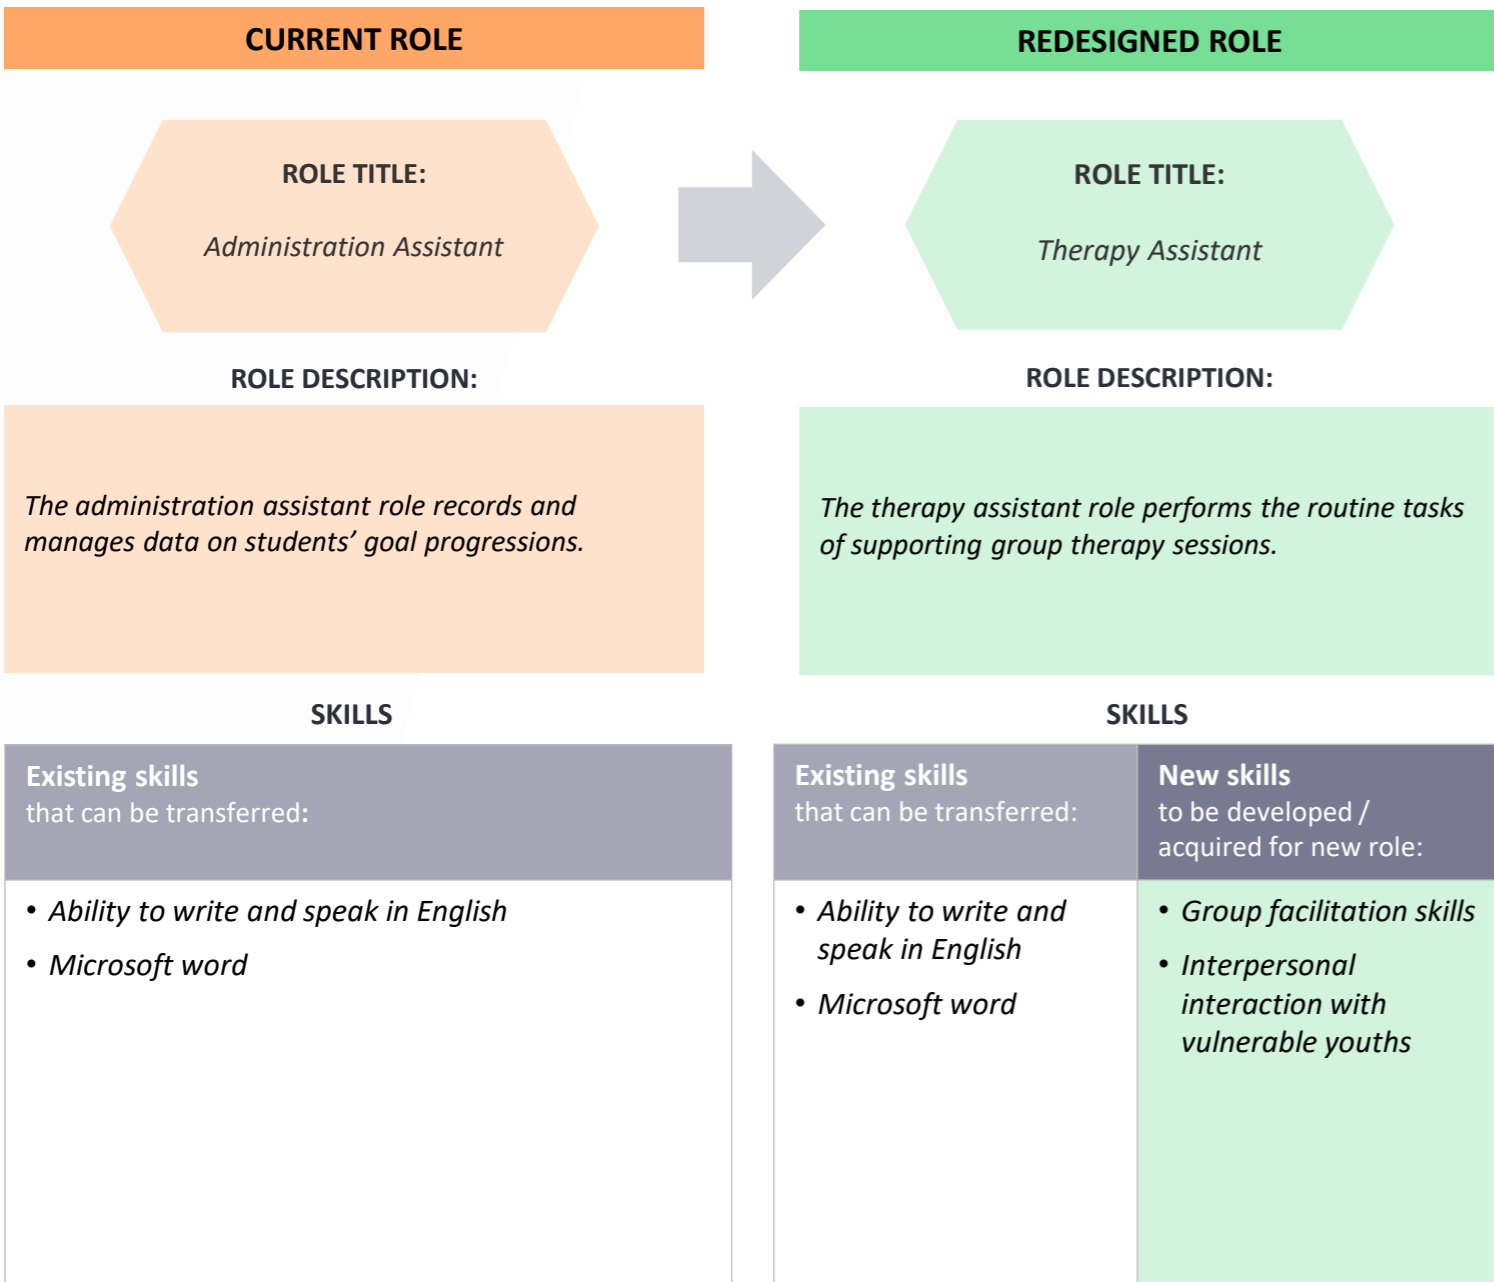 CURRENT ROLE
REDESIGNED ROLE
ROLE TITLE:
Administration Assistant
ROLE TITLE:
Therapy Assistant
ROLE DESCRIPTION:
The administration assistant role records and
manages data on students’ goal progressions.
ROLE DESCRIPTION:
The therapy assistant role performs the routine tasks
of supporting group therapy sessions.
SKILLS
Existing skills
that can be transferred:
• Ability to write and speak in English
• Microsoft word
SKILLS
Existing skills
that can be transferred:
• Ability to write and
speak in English
• Microsoft word
New skills
to be developed /
acquired for new role:
• Group facilitation skills
• Interpersonal
interaction with
vulnerable youths